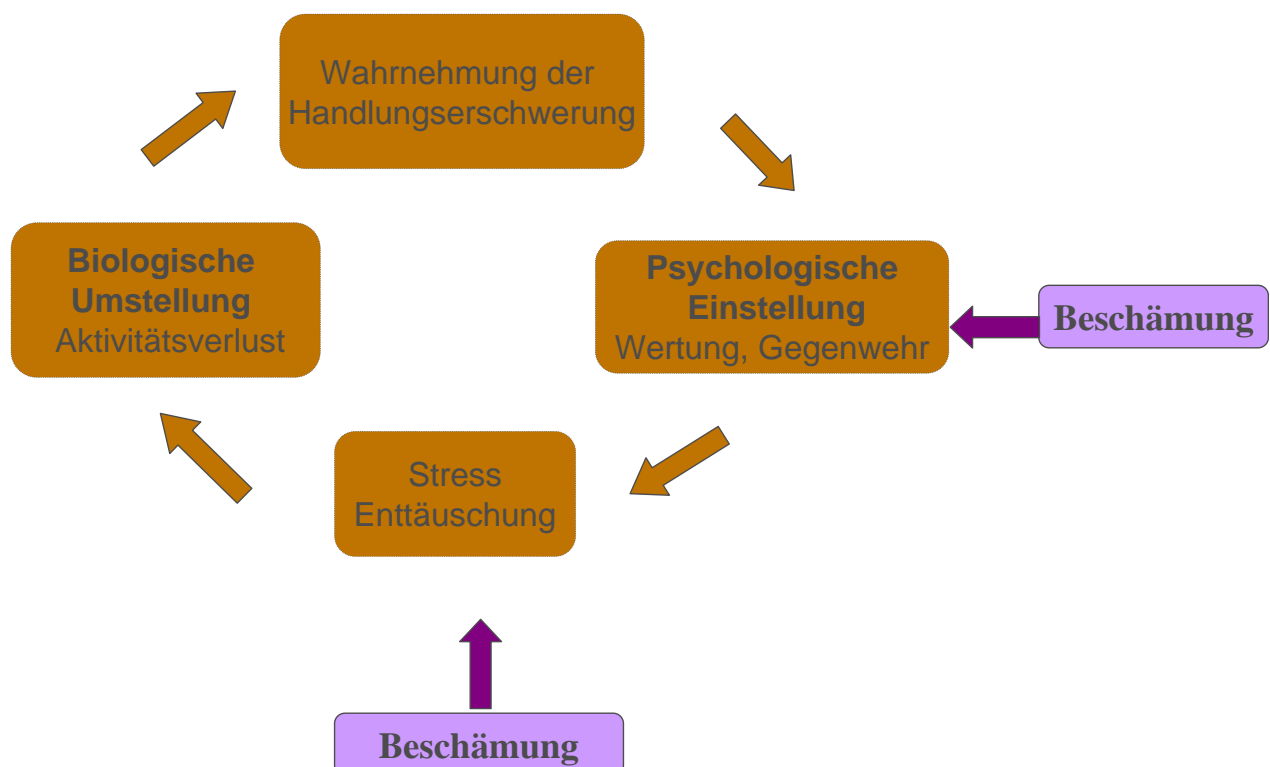 Wahrnehmung der
Handlungserschwerung
Biologische
Umstellung
Aktivitätsverlust
Psychologische
Einstellung
Wertung, Gegenwehr
Beschämung
Stress
Enttäuschung
Beschämung